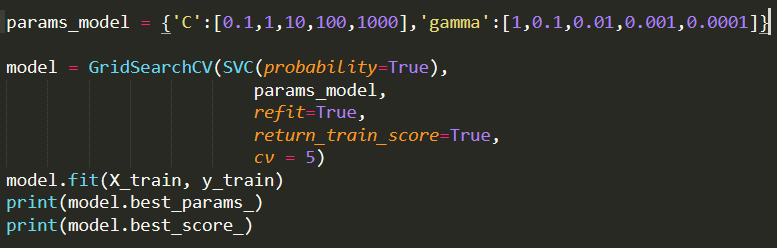 params_model = {'C':[0.1,1,10,100,1000],'gamma':[1,0.1,0.01,0.001,0.0001]}
model = GridSearchCV(SVC(probability=True),
params_model,
refit=True,
return_train_score=True,
cv = 5)
model.fit(X_train, y_train)
print(model.best_params_)
print(model.best_score_)